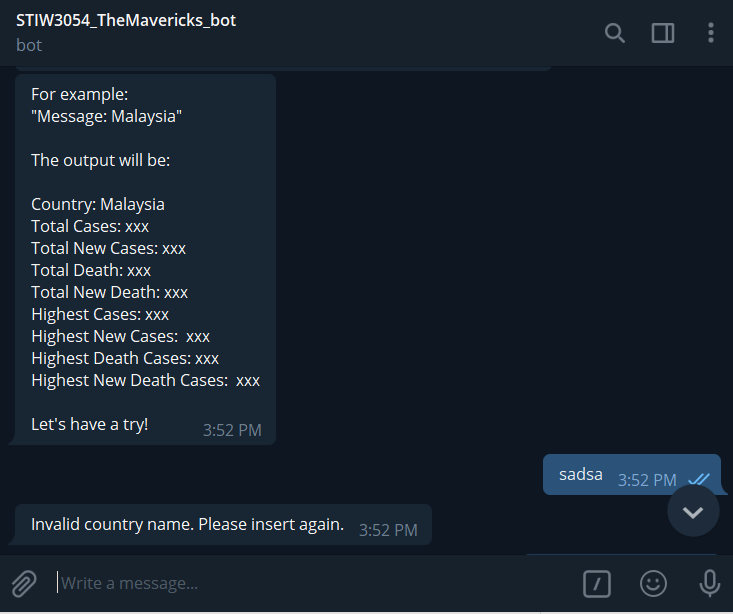 STIW3054_TheMavericks_bot
bot
For example:
"Message: Malaysia"
The output will be:
Country: Malaysia
Total Cases: xxx
Total New Cases: xxx
Total Death: xxx
Total New Death: xxx
Highest Cases: xxx
Highest New Cases:  xxx
Highest Death Cases: xxx
Highest New Death Cases:  xxx
Let's have a try!
3:52 PM
sadsa 3:52 PM
Invalid country name. Please insert again. 3:52 PM
Write a message...